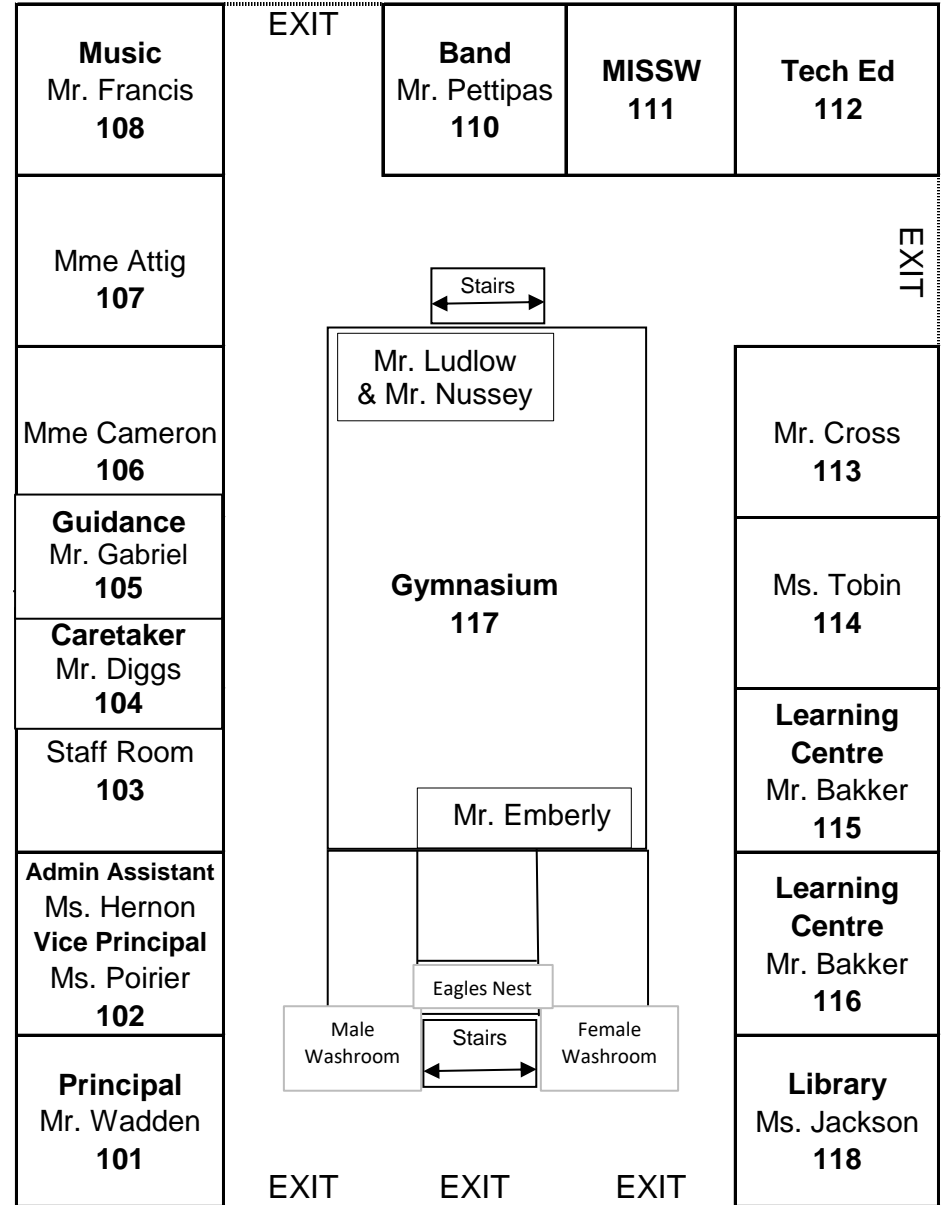 EXIT
Music
Mr. Francis
108
Band
Mr. Pettipas
110
MISSW
111
Tech Ed
112
Mme Attig
107
EXIT
Stairs
Mr. Ludlow
& Mr. Nussey
Mme Cameron
106
Mr. Cross
113
Guidance
Mr. Gabriel
105
Gymnasium
117
Ms. Tobin
114
Caretaker
Mr. Diggs
104
Staff Room
103
Learning
Centre
Mr. Bakker
115
Mr. Emberly
Admin Assistant
Ms. Hernon
Vice Principal
Ms. Poirier
102
Learning
Centre
Mr. Bakker
116
Eagles Nest
Male
Washroom
Stairs
Female
Washroom
Principal
Mr. Wadden
101
Library
Ms. Jackson
118
EXIT
EXIT
EXIT